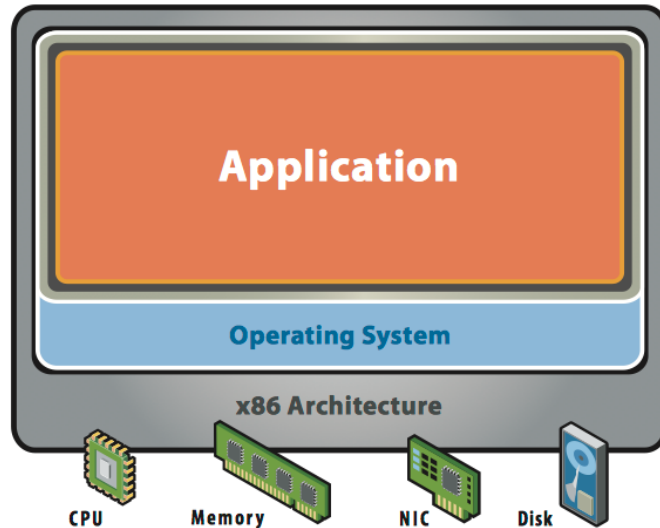 Application
Operating System
x86 Architecture
CPU Memory NIC Disk